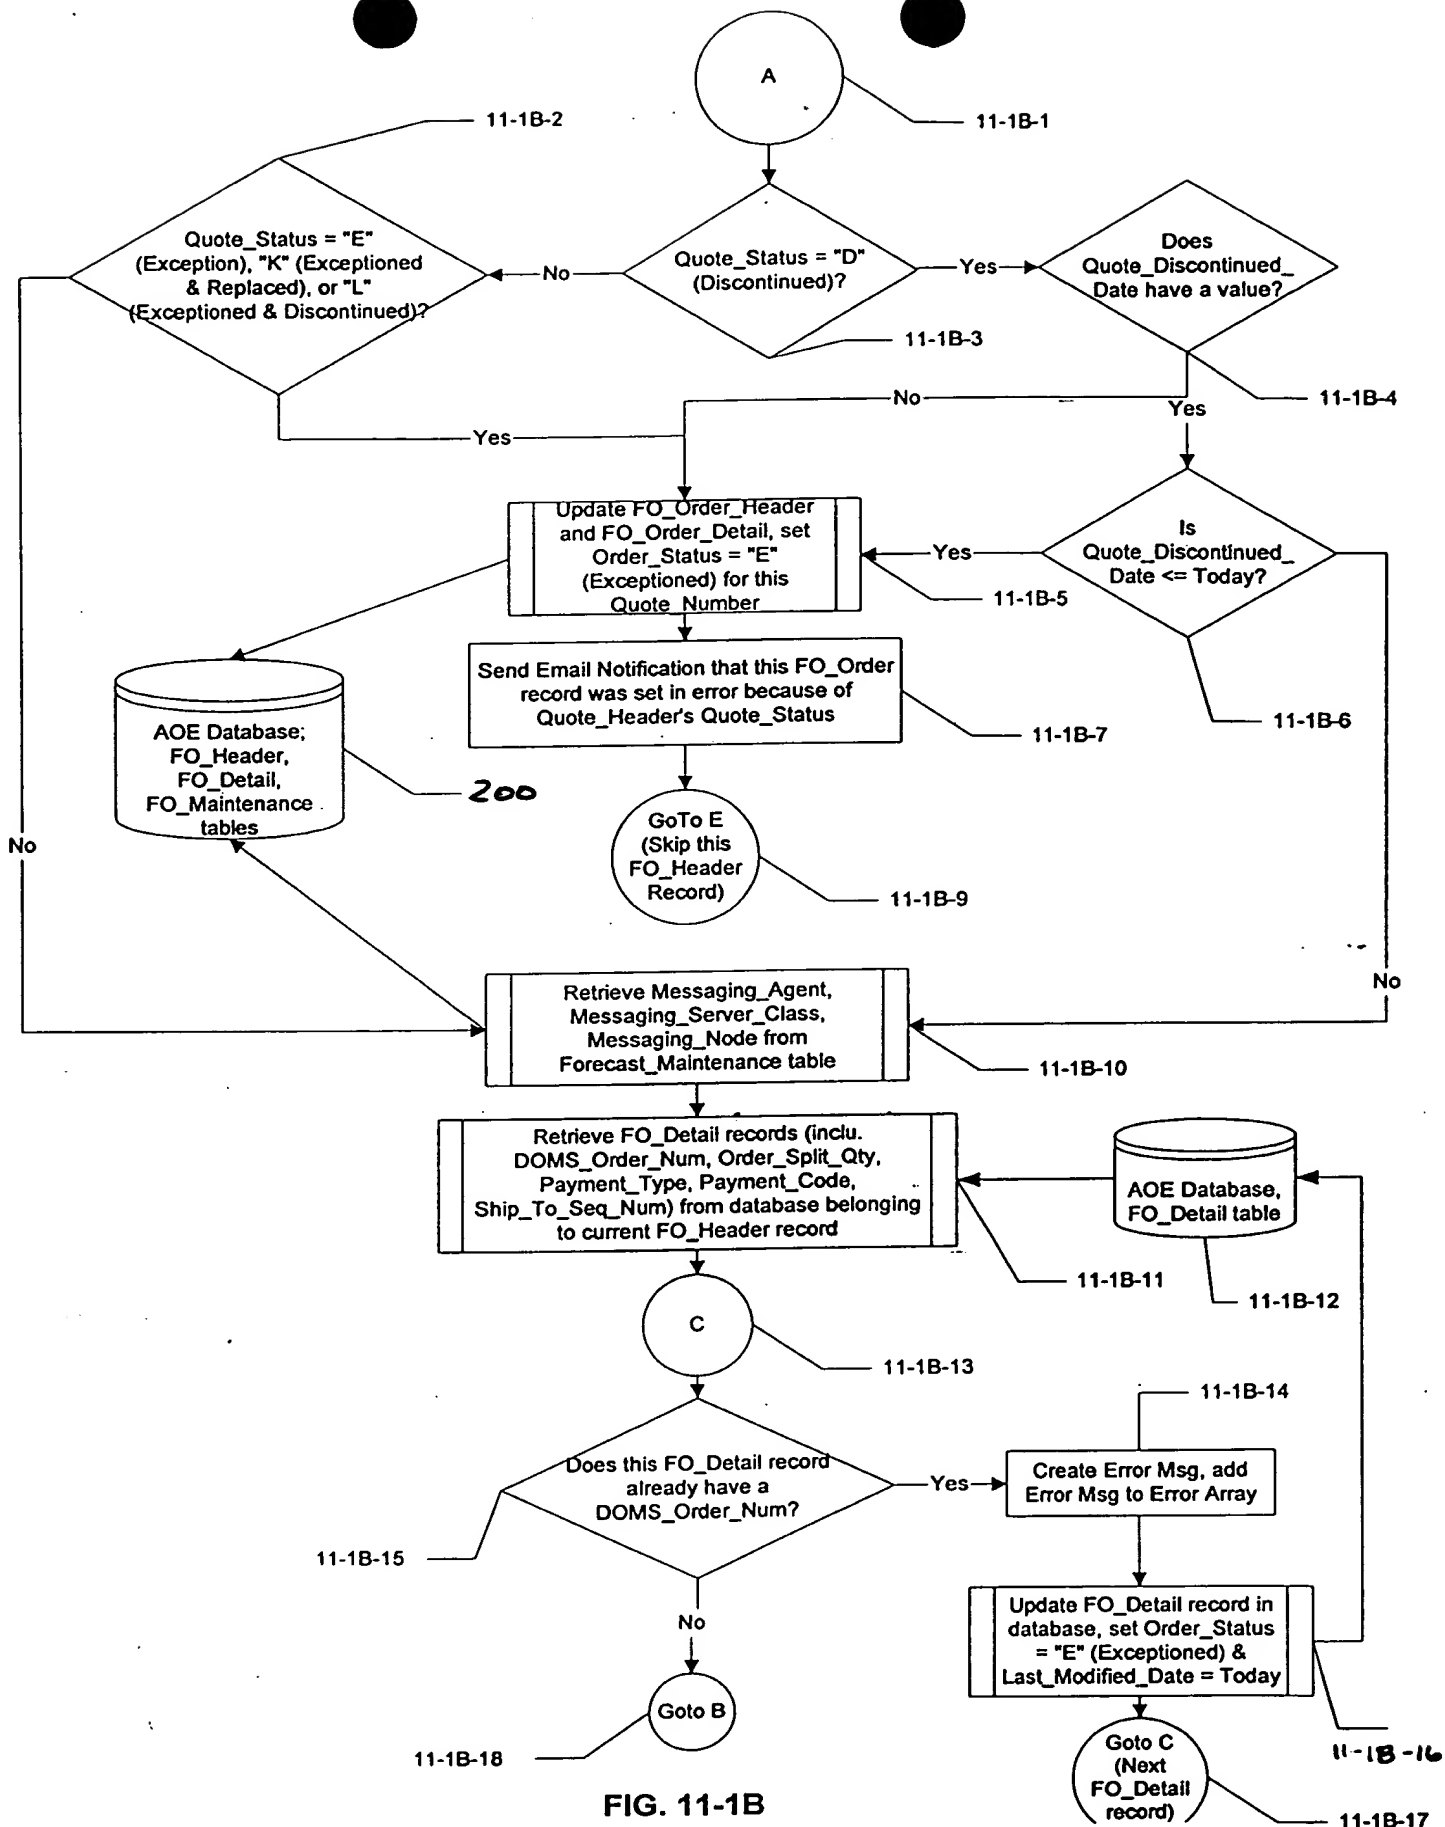 A
11-1B-1
11-1B-2
Quote_Status = "E"
(Exception), "K" (Exceptioned
& Replaced), or "L"
(Exceptioned & Discontinued)?
No
Quote_Status = "D"
(Discontinued)?
Yes
Does
Quote_Discontinued_
Date have a value?
11-1B-3
11-1B-4
No
Yes
Yes
Update FO_Order_Header
and FO_Order_Detail, set
Order_Status = "E"
(Exceptioned) for this
Quote_Number
Yes
Is
Quote_Discontinued_
Date <= Today?
11-1B-5
11-1B-6
Send Email Notification that this FO_Order
record was set in error because of
Quote_Header's Quote_Status
11-1B-7
AOE Database;
FO_Header,
FO_Detail,
FO_Maintenance
tables
200
GoTo E
(Skip this
FO_Header
Record)
11-1B-9
No
No
Retrieve Messaging_Agent,
Messaging_Server_Class,
Messaging_Node from
Forecast_Maintenance table
11-1B-10
Retrieve FO_Detail records (inclu.
DOMS_Order_Num, Order_Split_Qty,
Payment_Type, Payment_Code,
Ship_To_Seq_Num) from database belonging
to current FO_Header record
AOE Database,
FO_Detail table
11-1B-11
11-1B-12
C
11-1B-13
11-1B-14
Does this FO_Detail record
already have a
DOMS_Order_Num?
Yes
Create Error Msg, add
Error Msg to Error Array
11-1B-15
No
Update FO_Detail record in
database, set Order_Status
= "E" (Exceptioned) &
Last_Modified_Date = Today
11-1B-16
Goto B
11-1B-18
Goto C
(Next
FO_Detail
record)
11-1B-17
FIG. 11-1B